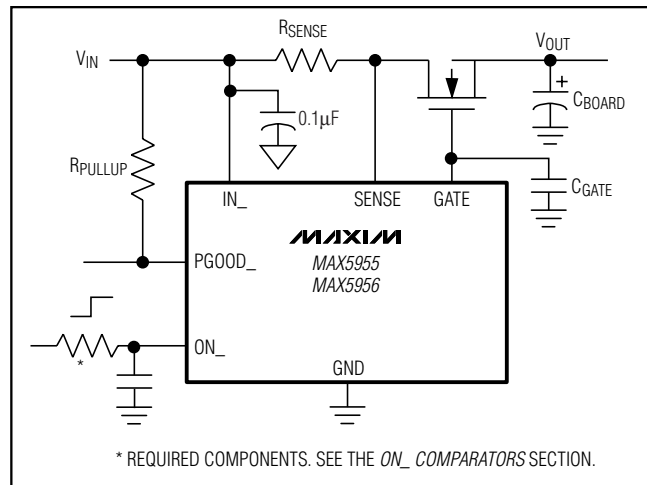 RSENSE
VIN
VOUT
+
0.1µF
CBOARD
RPULLUP
CGATE
IN_
SENSE
GATE
MAXIM
PGOOD_
MAX5955
MAX5956
ON_
*
GND
* REQUIRED COMPONENTS. SEE THE ON_ COMPARATORS SECTION.